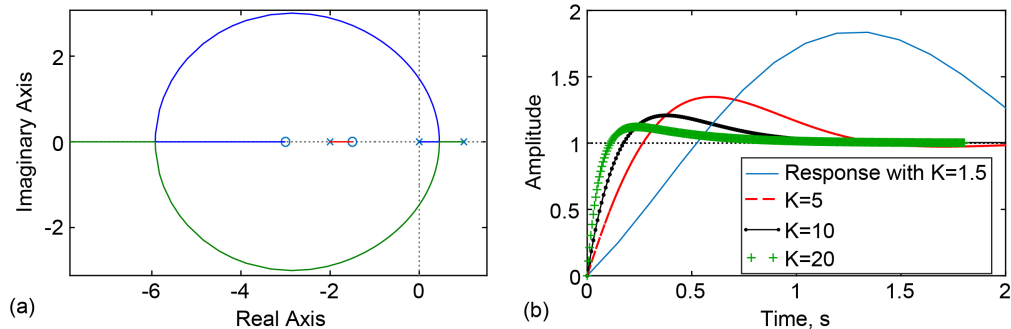 2
0
-2
Imaginary Axis
-6
-4
-2
0
Real Axis
(a)
2
1.5
1
0.5
0
Amplitude
Response with K=1.5
K=5
K=10
K=20
0
0.5
1
1.5
2
Time, s
(b)